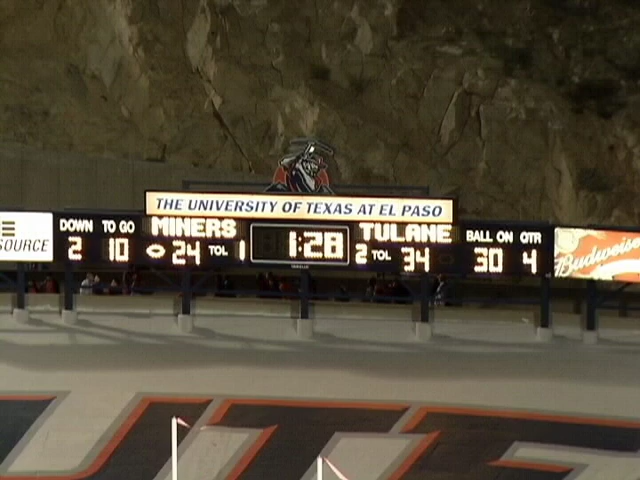 THE UNIVERSITY OF TEXAS AT EL PASO
SOURCE
DOWN TO GO MINERS 1:28 TULANE BALL ON QTR
2 10 24 TOL 1 2 TOL 34 30 4
Budweiser
UTE